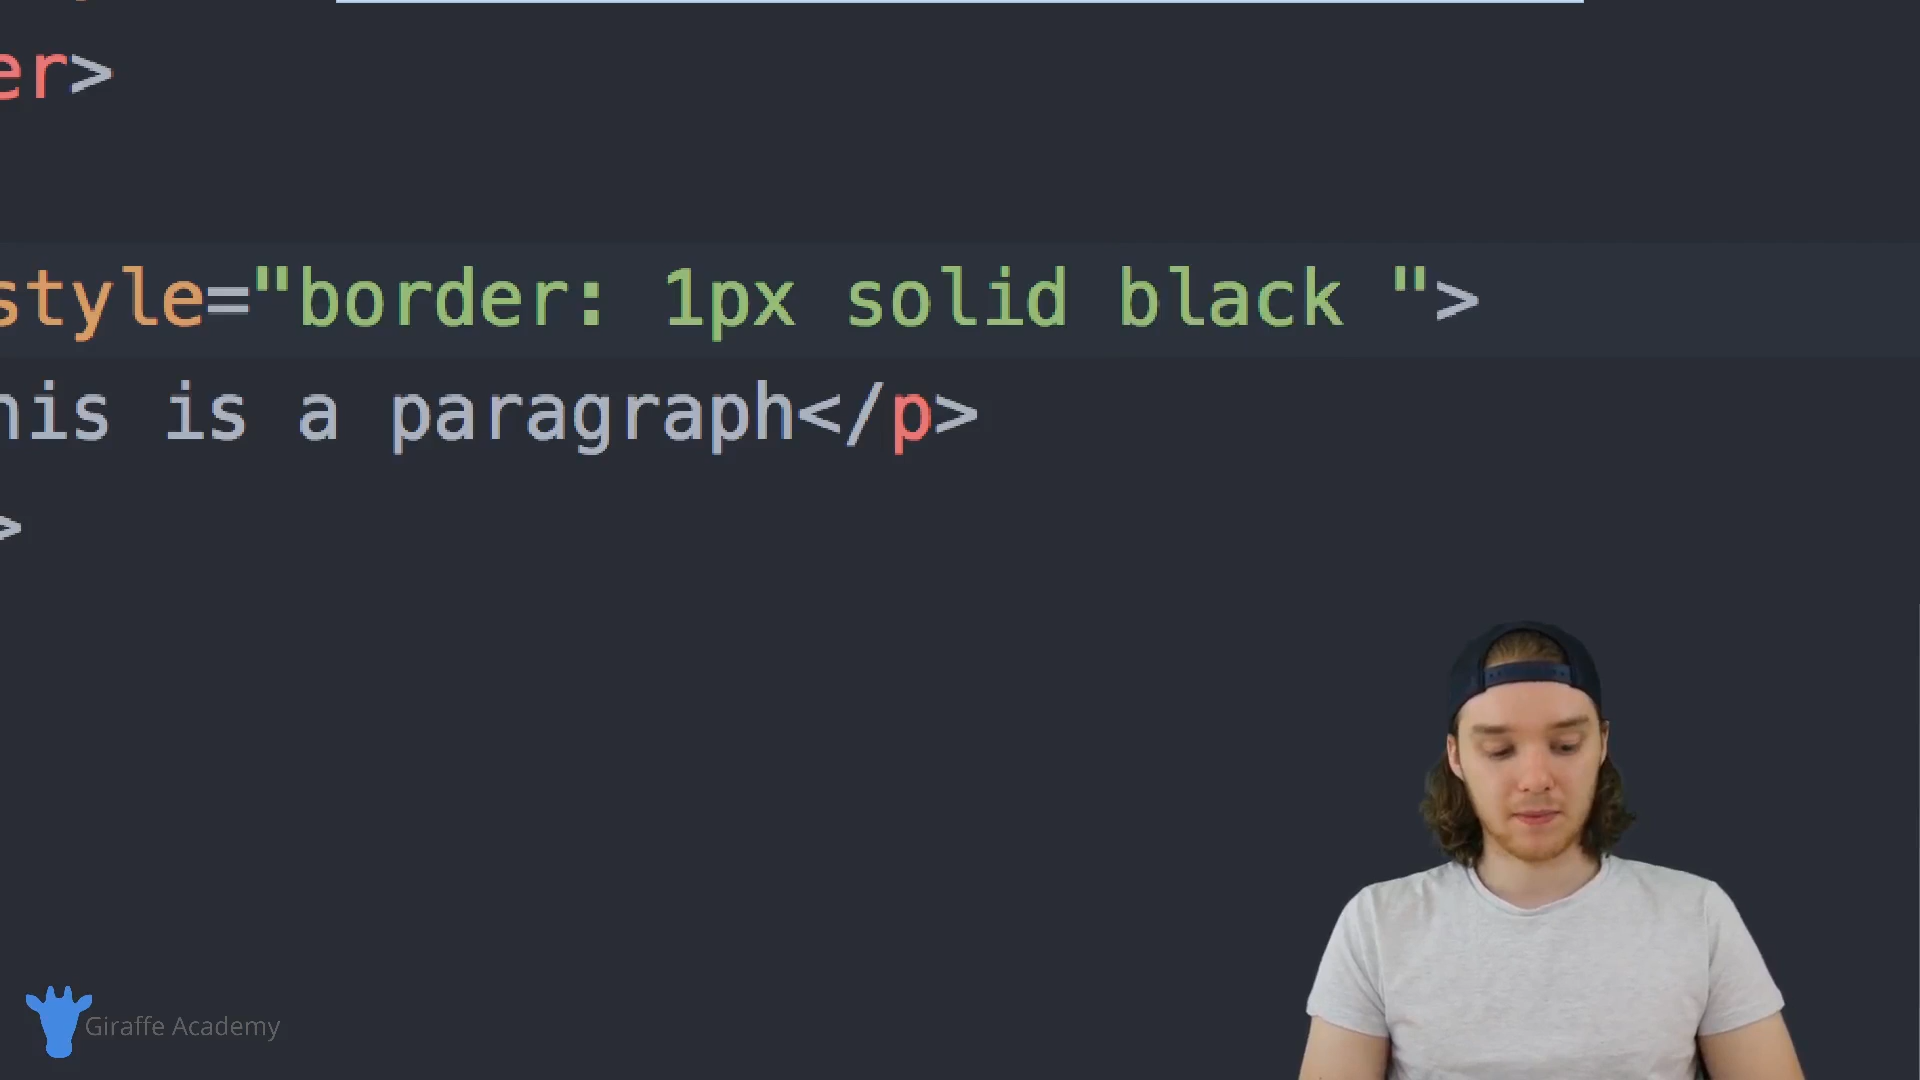 er>
style="border: 1px solid black ">
his is a paragraph</p>
>
Giraffe Academy